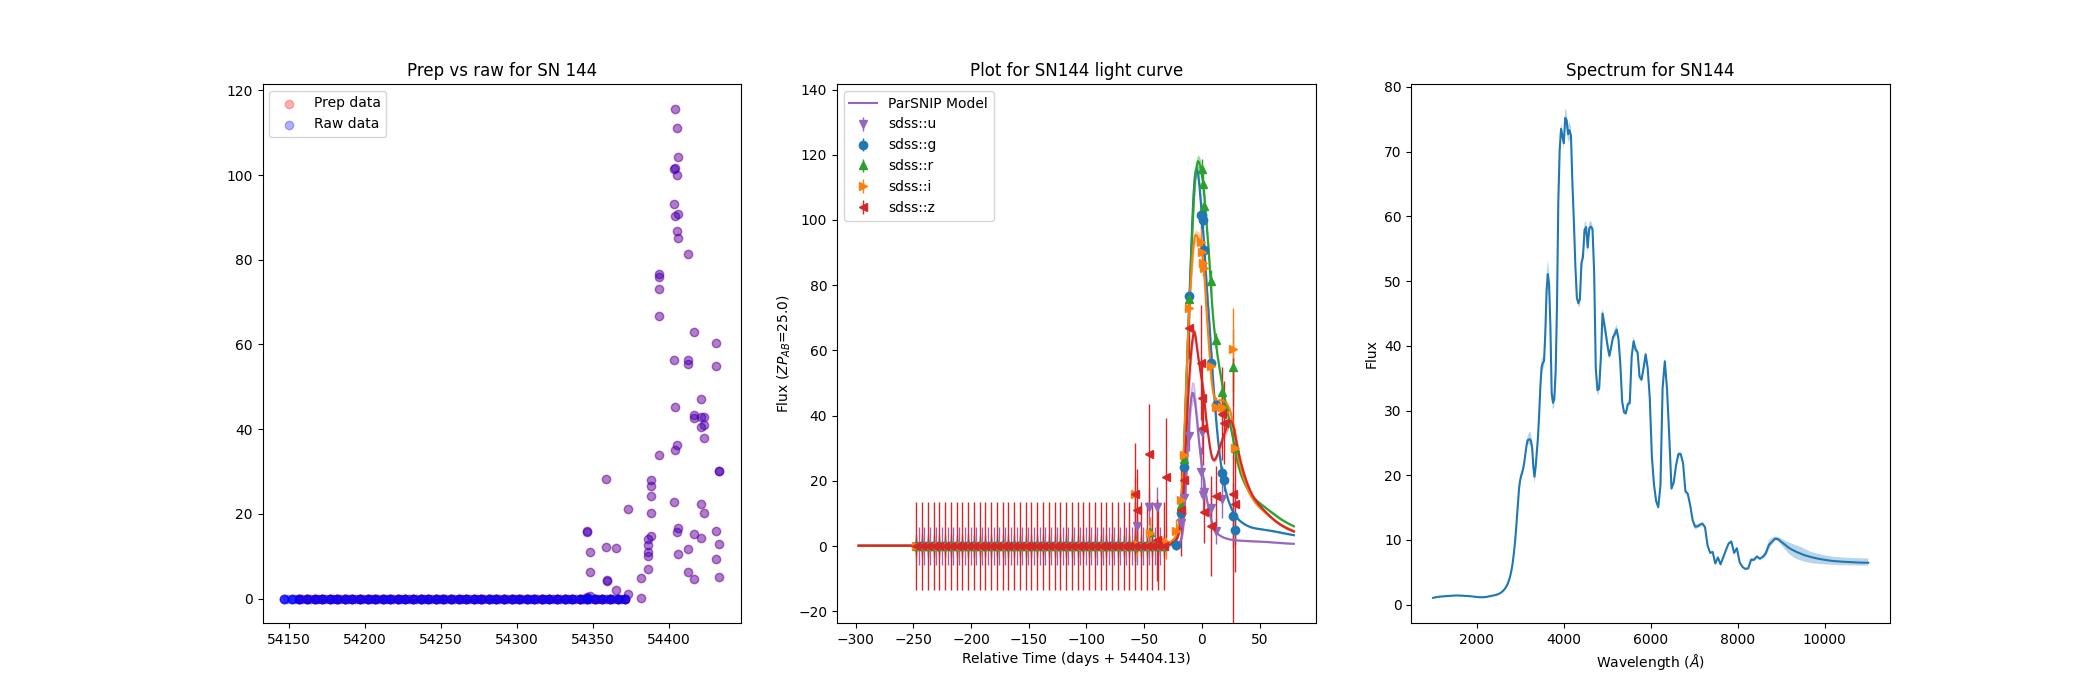 Prep vs raw for SN 144
120
100
80
60
40
20
0
54150
54200
54250
54300
54350
54400
Prep data
Raw data
Plot for SN144 light curve
140
120
100
80
60
40
20
0
−20
−300
−250
−200
−150
−100
−50
0
50
Flux (ZP_AB=25.0)
Relative Time (days + 54404.13)
ParSNIP Model
sdss::u
sdss::g
sdss::r
sdss::i
sdss::z
Spectrum for SN144
80
70
60
50
40
30
20
10
0
2000
4000
6000
8000
10000
Flux
Wavelength (Å)